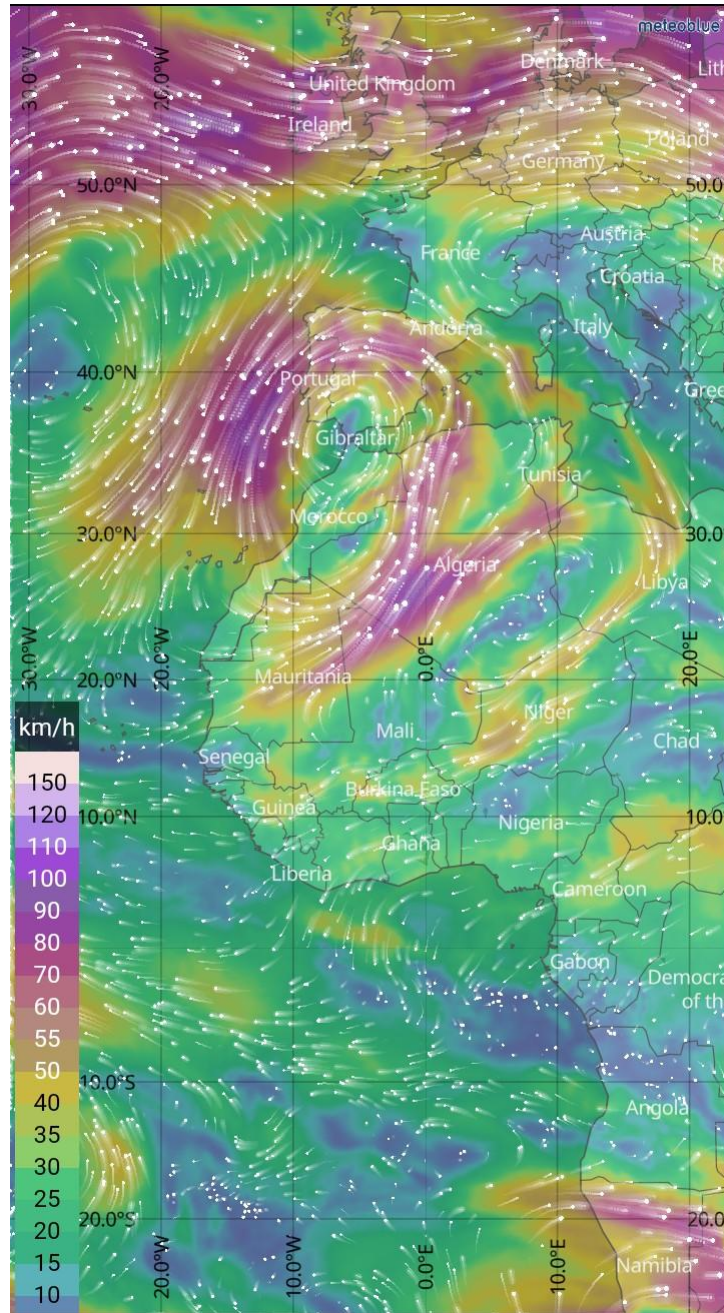 meteoblue
30.0°W
20.0°W
Denmark
Lith
United Kingdom
Ireland
Poland
Germany
50.0°N
50.0
Austria
France
Croatia
R
Andorra
Italy
40.0°N
Portugal
Gree
Gibraltar
Tunisia
Morocco
30.0°N
30.0
Algeria
Libya
30.0°W
20.0°W
0.0°E
20.0°E
20.0°N
Mauritania
Niger
km/h
Mali
Chad
Senegal
150
Burkina Faso
120
Guinea
10.0°N
Nigeria
10.0
110
Ghana
100
Liberia
90
Cameroon
80
70
Gabon
60
Democra
of th
55
50
10.0°S
40
Angola
35
30
25
20.0°S
20.0
20
10.0°W
0.0°E
10.0°E
20.0°W
15
Namibia
10